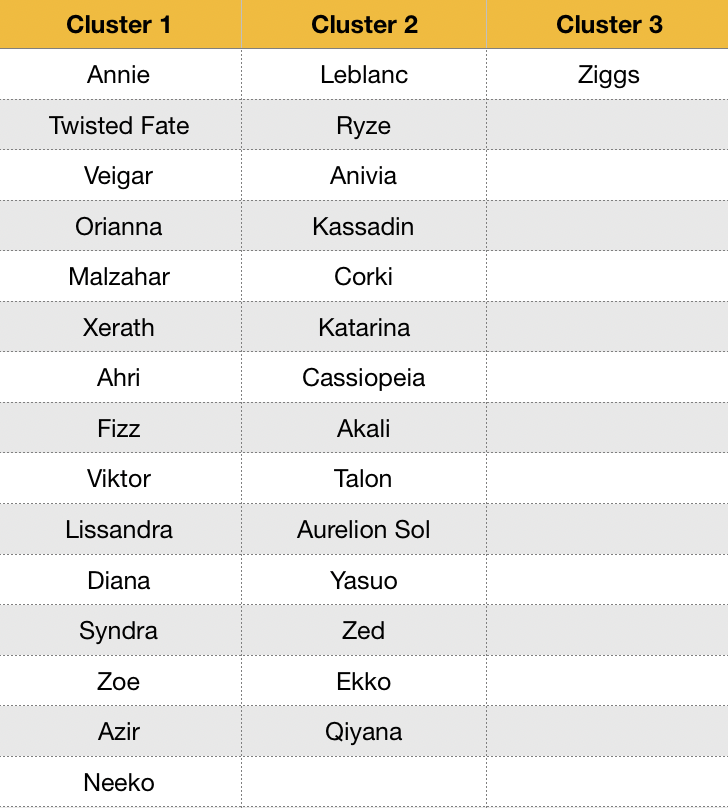 Cluster 1 Cluster 2 Cluster 3
Annie Leblanc Ziggs
Twisted Fate Ryze
Veigar Anivia
Orianna Kassadin
Malzahar Corki
Xerath Katarina
Ahri Cassiopeia
Fizz Akali
Viktor Talon
Lissandra Aurelion Sol
Diana Yasuo
Syndra Zed
Zoe Ekko
Azir Qiyana
Neeko